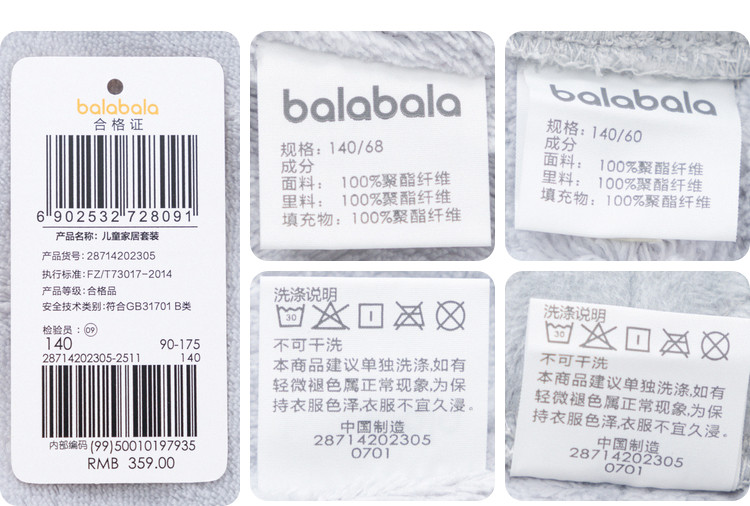 balabala
合格证
6 902532 728091
产品名称: 儿童家居套装
产品货号: 28714202305
执行标准: FZ/T73017-2014
产品等级: 合格品
安全技术类别: 符合GB31701 B类
检验员: 09
140 90-175
28714202305-2511 140
内部编码 (99)50010197935
RMB 359.00
balabala
规格: 140/68
成分
面料: 100%聚酯纤维
里料: 100%聚酯纤维
填充物: 100%聚酯纤维
balabala
规格: 140/60
成分
面料: 100%聚酯纤维
里料: 100%聚酯纤维
填充物: 100%聚酯纤维
洗涤说明
30
不可干洗
本商品建议单独洗涤,如有
轻微褪色属正常现象,为保
持衣服色泽,衣服不宜久浸。
中国制造
28714202305
0701
洗涤说明
30
不可干洗
本商品建议单独洗涤,如有
轻微褪色属正常现象,为保
持衣服色泽,衣服不宜久浸。
中国制造
28714202305
0701